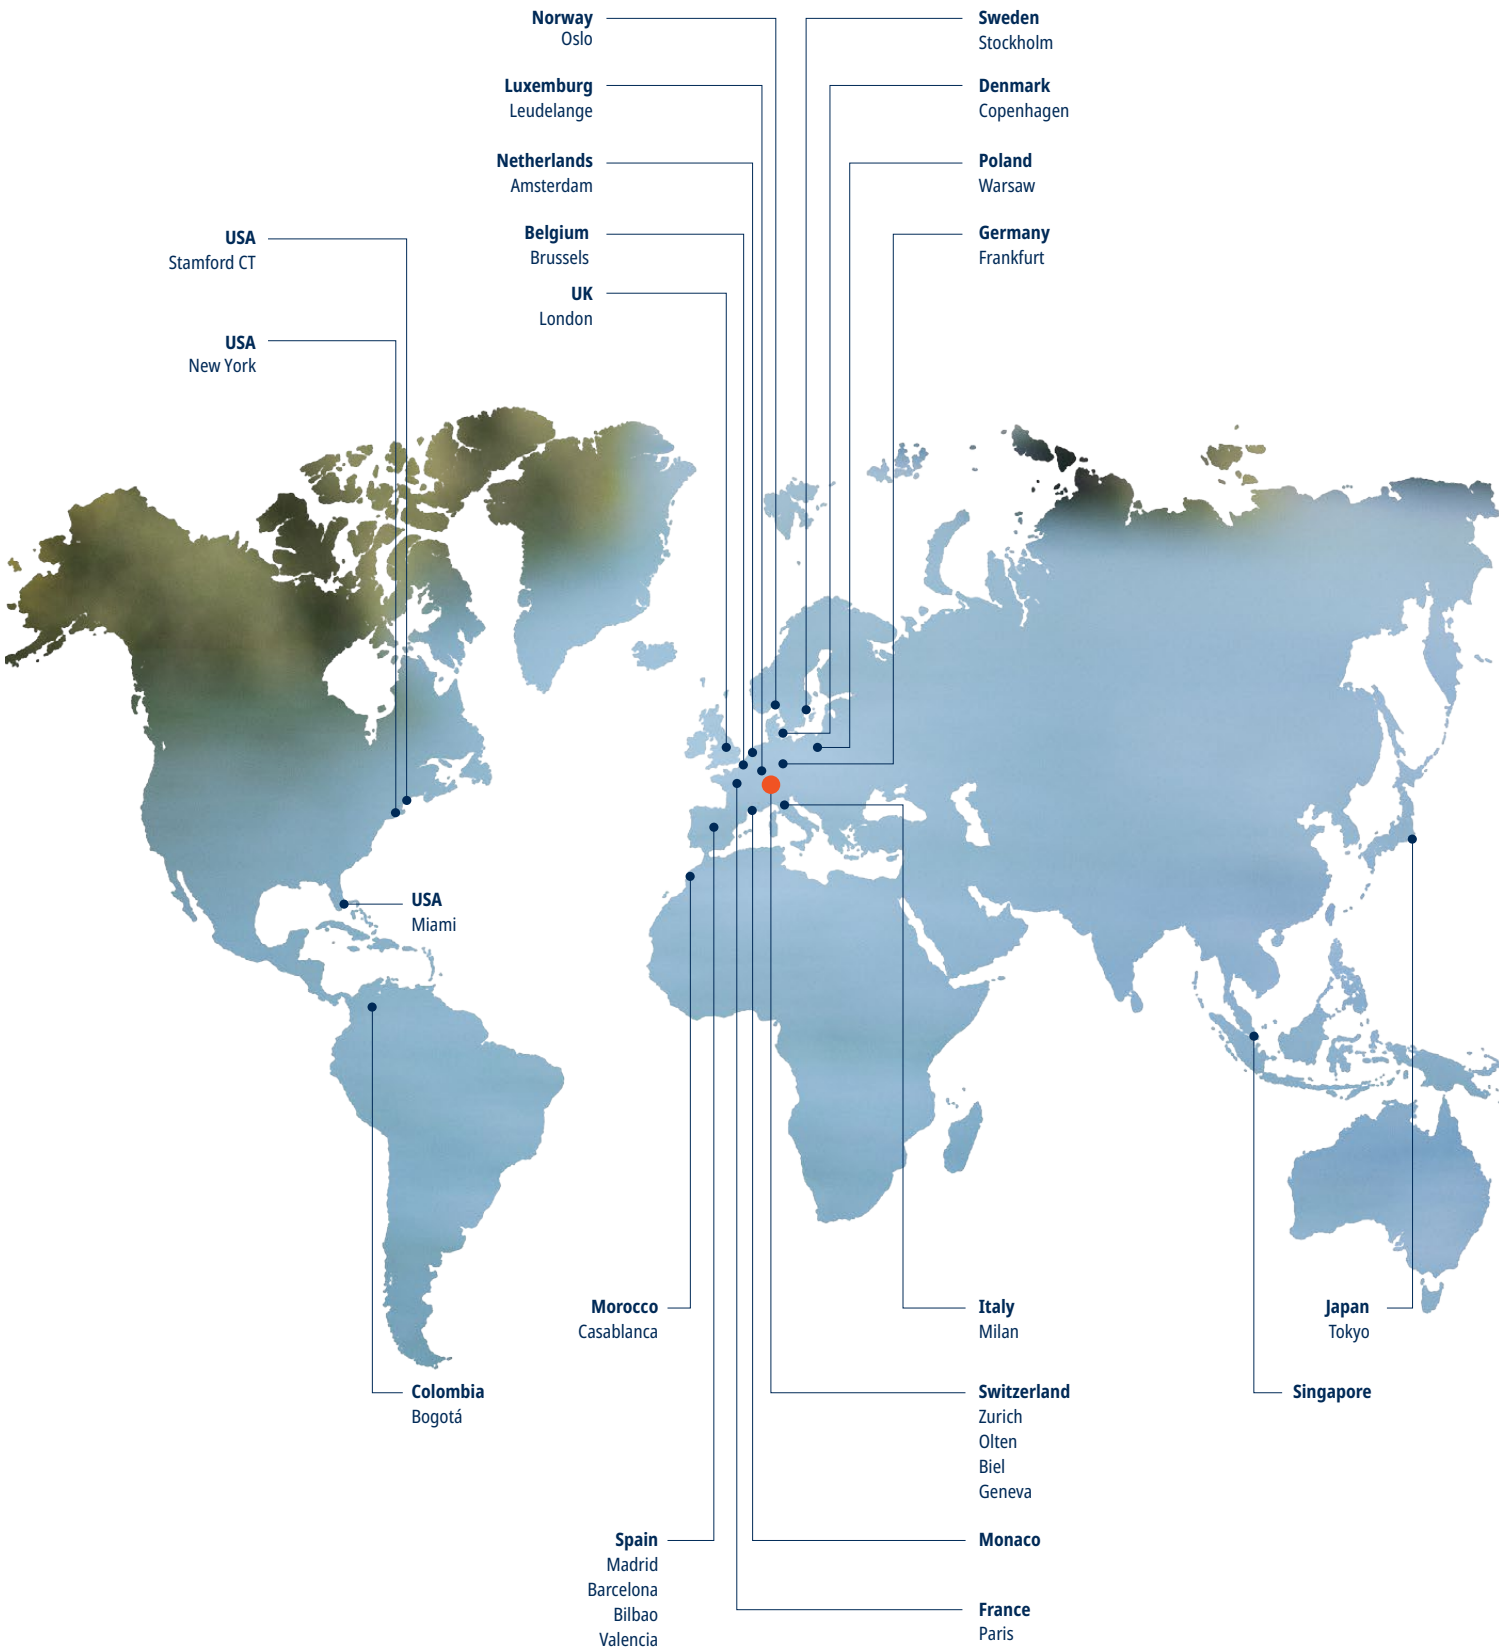 Norway
Oslo
Sweden
Stockholm
Luxemburg
Leudelange
Denmark
Copenhagen
Netherlands
Amsterdam
Poland
Warsaw
Belgium
Brussels
Germany
Frankfurt
USA
Stamford CT
UK
London
USA
New York
USA
Miami
Morocco
Casablanca
Italy
Milan
Japan
Tokyo
Colombia
Bogotá
Switzerland
Zurich
Olten
Biel
Geneva
Singapore
Spain
Madrid
Barcelona
Bilbao
Valencia
Monaco
France
Paris